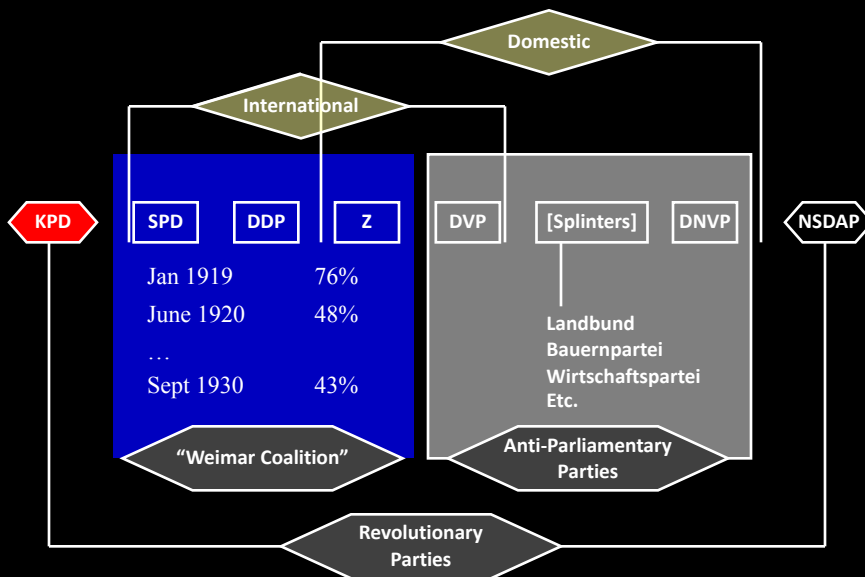 Domestic
International
KPD
SPD
DDP
Z
DVP
[Splinters]
DNVP
NSDAP
Jan 1919 76%
June 1920 48%
…
Sept 1930 43%
Landbund
Bauernpartei
Wirtschaftspartei
Etc.
“Weimar Coalition”
Anti-Parliamentary
Parties
Revolutionary
Parties